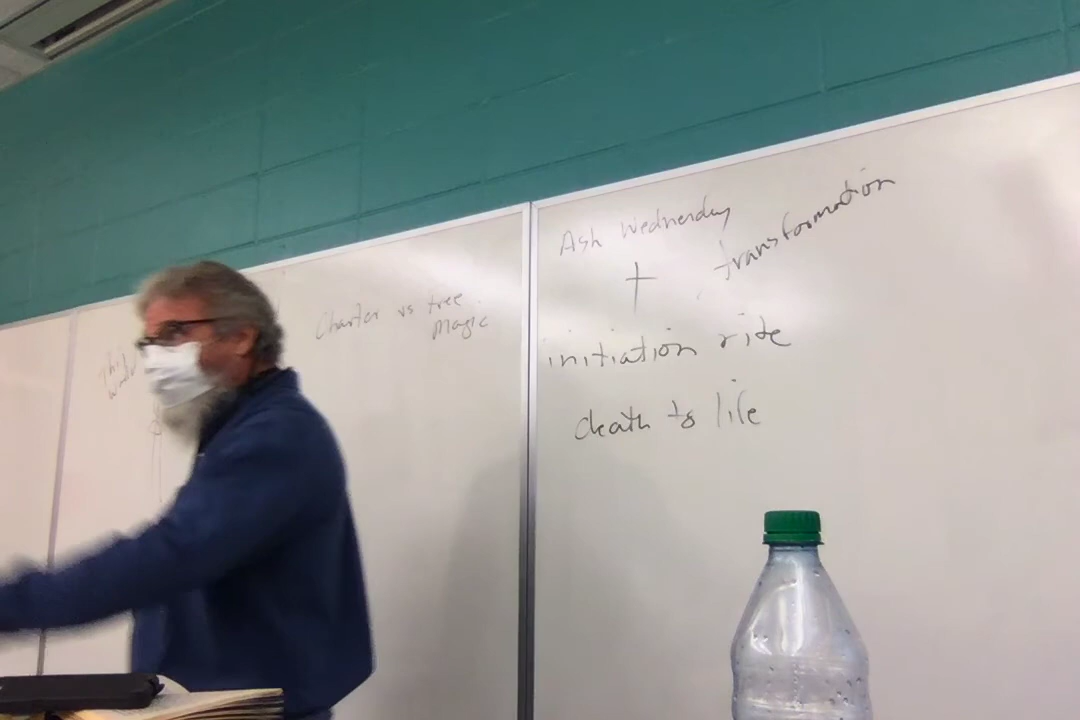 Ash Wednesday
transformation
initiation rite
death to life
Charter vs free
Magic